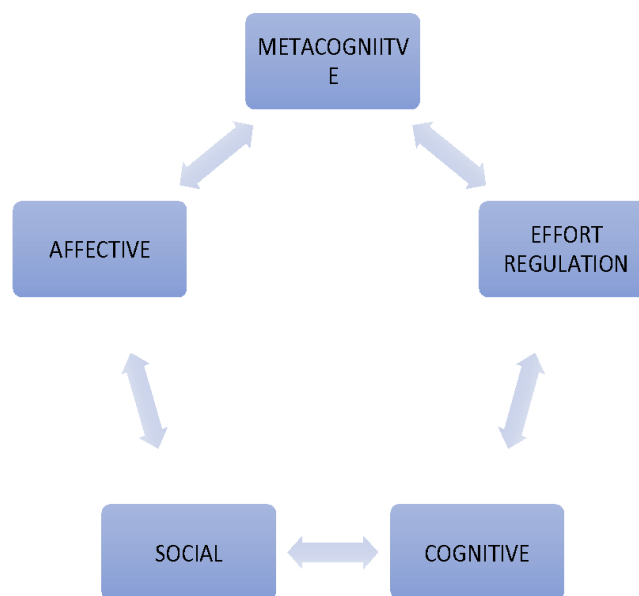 METACOGNIITV
E
AFFECTIVE
EFFORT
REGULATION
SOCIAL
COGNITIVE